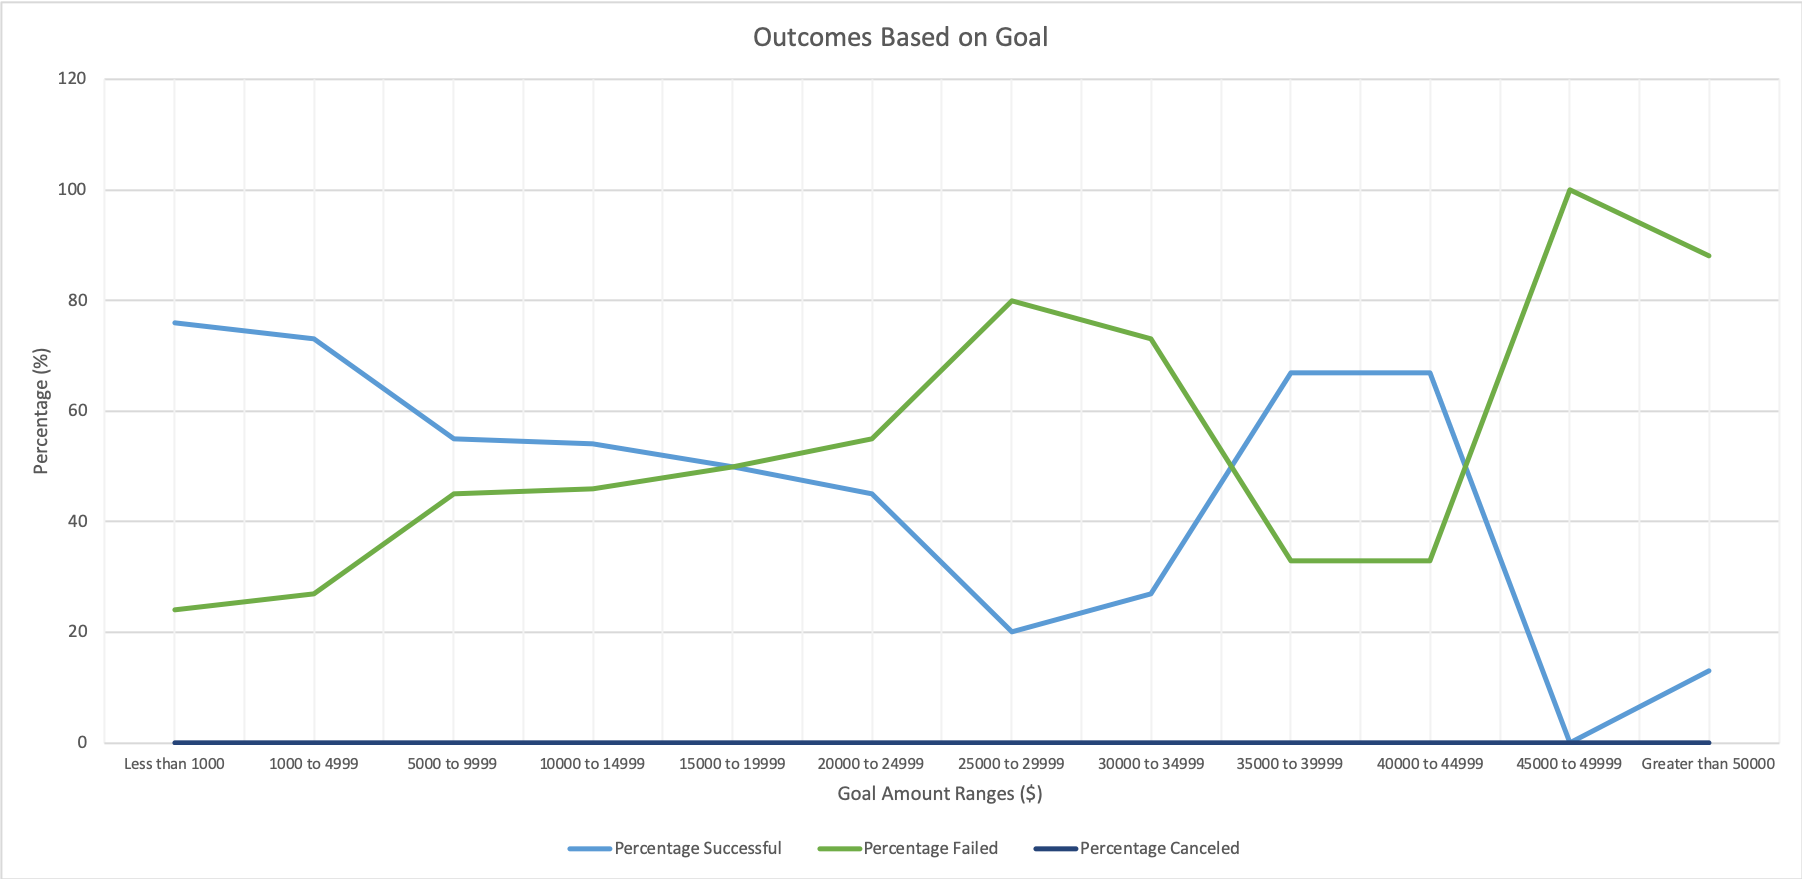 Outcomes Based on Goal
120
100
80
60
40
20
0
Percentage (%)
Less than 1000 1000 to 4999 5000 to 9999 10000 to 14999 15000 to 19999 20000 to 24999 25000 to 29999 30000 to 34999 35000 to 39999 40000 to 44999 45000 to 49999 Greater than 50000
Goal Amount Ranges ($)
Percentage Successful Percentage Failed Percentage Canceled